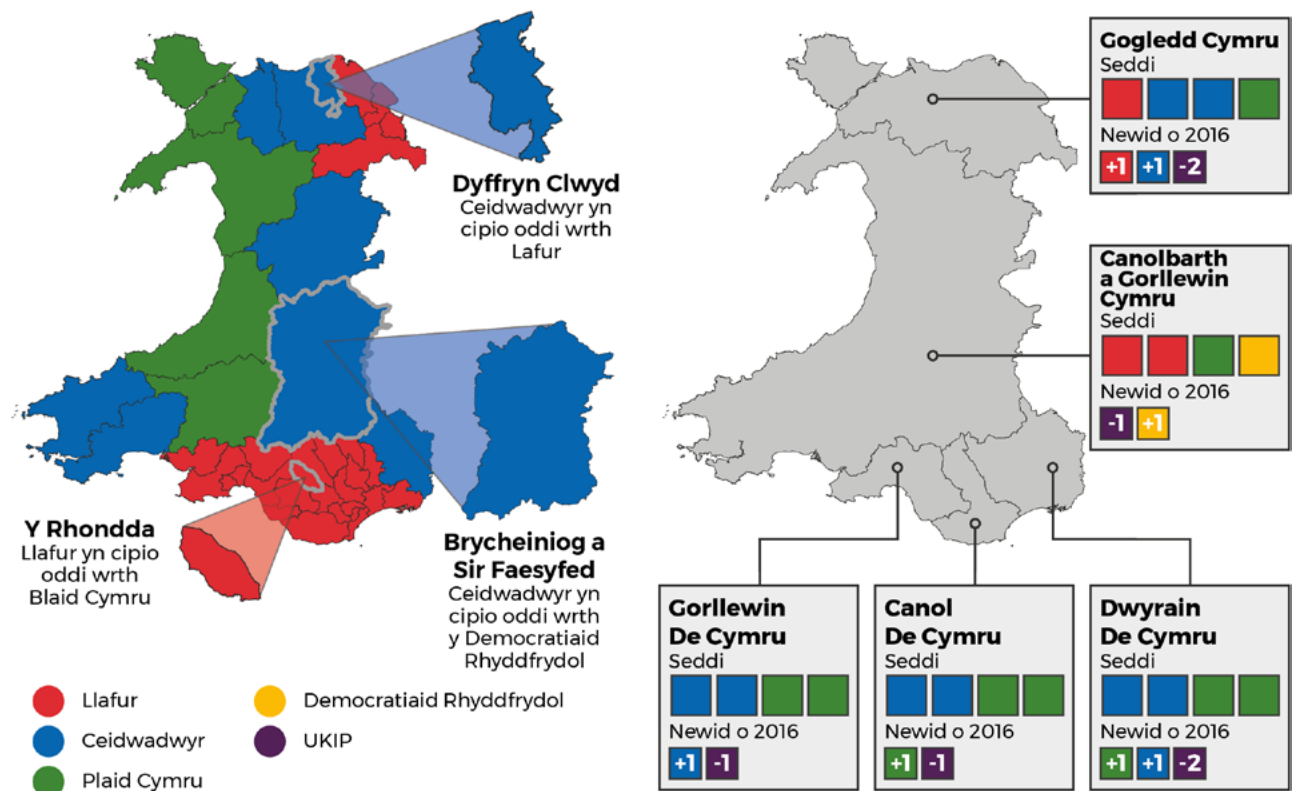 Dyffryn Clwyd
Ceidwadwyr yn
cipio oddi wrth
Lafur
Y Rhondda
Llafur yn cipio
oddi wrth
Blaid Cymru
Brycheiniog a
Sir Faesyfed
Ceidwadwyr yn
cipio oddi wrth
y Democratiaid
Rhyddfrydol
Llafur
Ceidwadwyr
Plaid Cymru
Democratiaid Rhyddfrydol
UKIP
Gogledd Cymru
Seddi
Newid o 2016
+1 +1 -2
Canolbarth
a Gorllewin
Cymru
Seddi
Newid o 2016
-1 +1
Gorllewin
De Cymru
Seddi
Newid o 2016
+1 -1
Canol
De Cymru
Seddi
Newid o 2016
+1 -1
Dwyrain
De Cymru
Seddi
Newid o 2016
+1 +1 -2